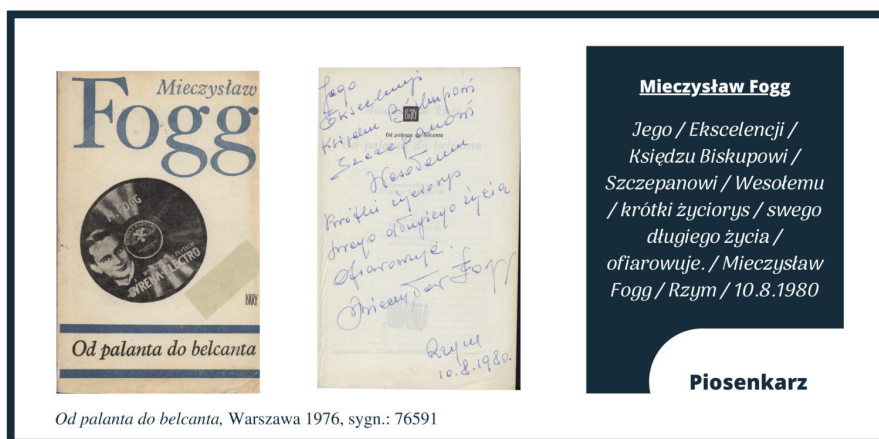 Mieczysław
Fogg
M. FOGG
SYRENA-ELECTRO
ISKRY
Od palanta do belcanta
Jego
Ekscelencji
Księdzu Biskupowi
ISKRY
Od palanta do belcanta
Szczepanowi
Wesołemu
krótki życiorys
swego długiego życia
ofiarowuje.
Mieczysław Fogg
Rzym
10.8.1980.
Mieczysław Fogg
Jego / Ekscelencji /
Księdzu Biskupowi /
Szczepanowi / Wesołemu
/ krótki życiorys / swego
długiego życia /
ofiarowuje. / Mieczysław
Fogg / Rzym / 10.8.1980
Piosenkarz
Od palanta do belcanta, Warszawa 1976, sygn.: 76591